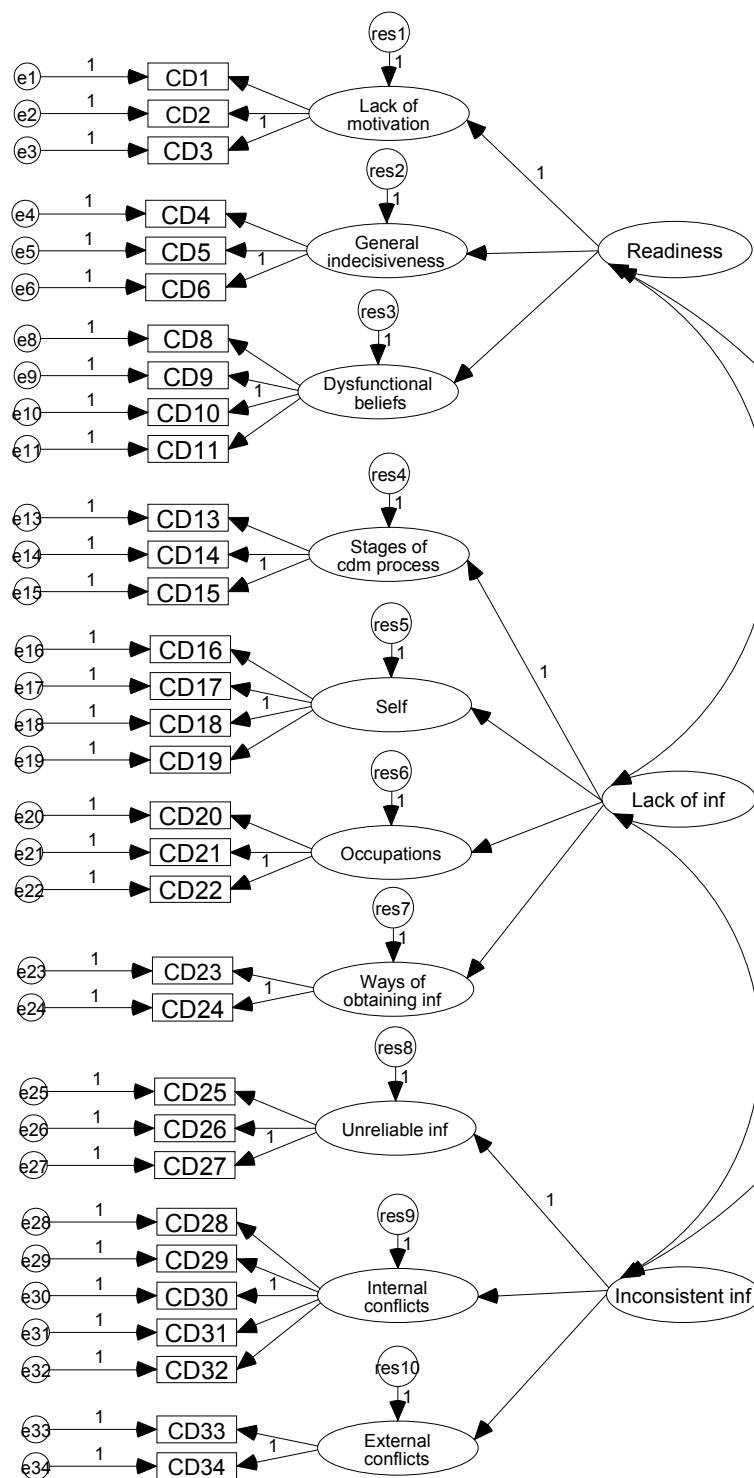 res1
1
e1 1 CD1
e2 1 CD2
1
e3 1 CD3
Lack of
motivation
1
res2
1
e4 1 CD4
e5 1 CD5
1
e6 1 CD6
General
indecisiveness
Readiness
res3
1
e8 1 CD8
e9 1 CD9
1
e10 1 CD10
e11 1 CD11
Dysfunctional
beliefs
res4
1
e13 1 CD13
e14 1 CD14
1
e15 1 CD15
Stages of
cdm process
res5
1
e16 1 CD16
e17 1 CD17
1
e18 1 CD18
e19 1 CD19
Self
1
res6
1
e20 1 CD20
e21 1 CD21
1
e22 1 CD22
Occupations
Lack of inf
res7
1
e23 1 CD23
1
e24 1 CD24
Ways of
obtaining inf
res8
1
e25 1 CD25
e26 1 CD26
1
e27 1 CD27
Unreliable inf
1
res9
1
e28 1 CD28
e29 1 CD29
1
e30 1 CD30
e31 1 CD31
e32 1 CD32
Internal
conflicts
Inconsistent inf
res10
1
e33 1 CD33
1
e34 1 CD34
External
conflicts